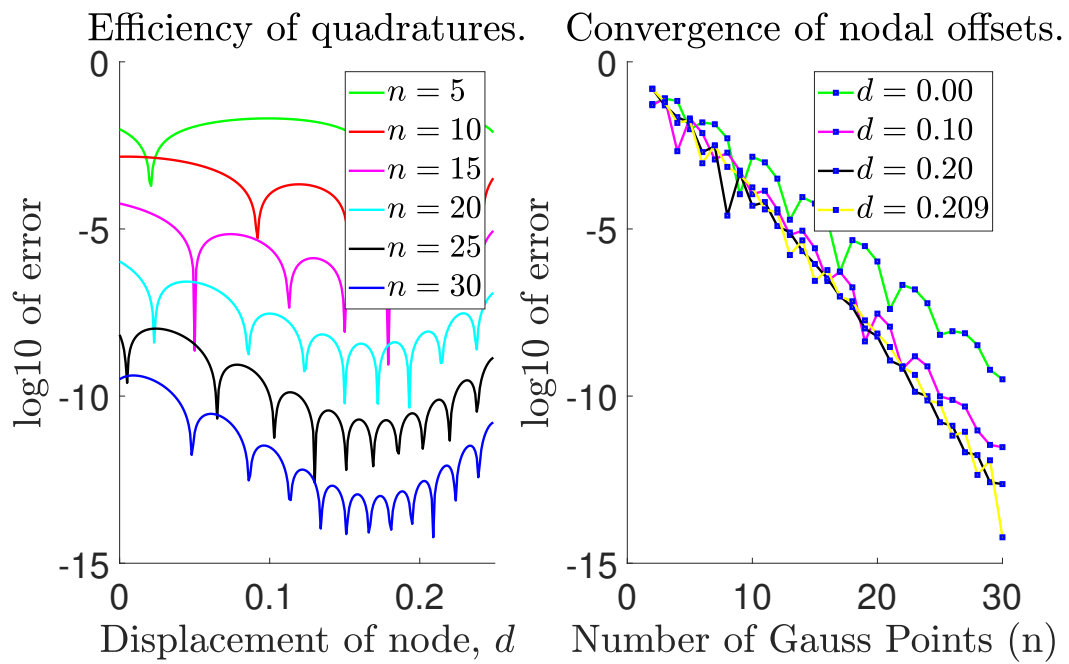 Efficiency of quadratures.
0
-5
-10
-15
log10 of error
0
0.1
0.2
Displacement of node, d
n = 5
n = 10
n = 15
n = 20
n = 25
n = 30
Convergence of nodal offsets.
0
-5
-10
-15
log10 of error
0
10
20
30
Number of Gauss Points (n)
d = 0.00
d = 0.10
d = 0.20
d = 0.209